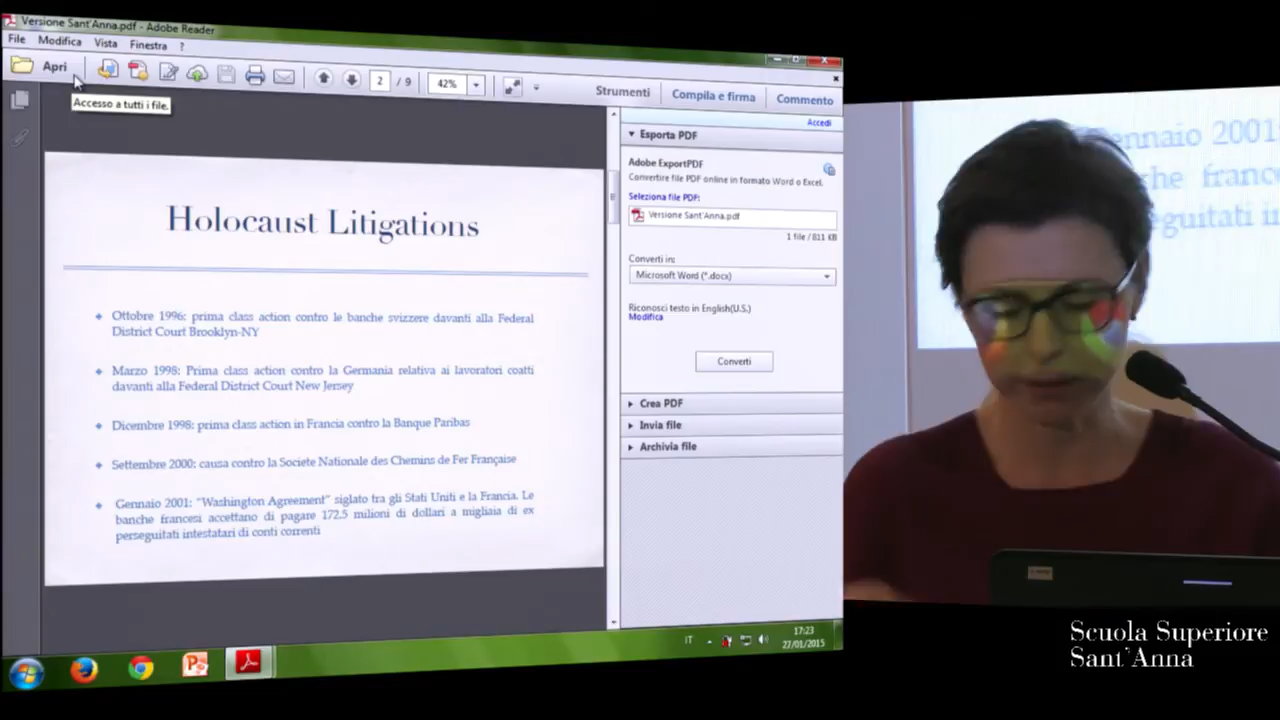 Versione Sant'Anna.pdf - Adobe Reader
File Modifica Vista Finestra ?
Apri
2 / 9
42%
Strumenti
Compila e firma
Commento
Accesso a tutti i file.
Accedi
Holocaust Litigations
Ottobre 1996: prima class action contro le banche svizzere davanti alla Federal
District Court Brooklyn-NY
Marzo 1998: Prima class action contro la Germania relativa ai lavoratori coatti
davanti alla Federal District Court New Jersey
Dicembre 1998: prima class action in Francia contro la Banque Paribas
Settembre 2000: causa contro la Societe Nationale des Chemins de Fer Française
Gennaio 2001: "Washington Agreement" siglato tra gli Stati Uniti e la Francia. Le
banche francesi accettano di pagare 172,5 milioni di dollari a migliaia di ex
perseguitati intestatari di conti correnti
Esporta PDF
Adobe ExportPDF
Convertire file PDF online in formato Word o Excel.
Seleziona file PDF:
Versione Sant'Anna.pdf
1 file / 811 KB
Converti in:
Microsoft Word (*.docx)
Riconosci testo in English(U.S.)
Modifica
Converti
Crea PDF
Invia file
Archivia file
IT
17:23
27/01/2015
ennaio 2001
he france
eguitati in
Scuola Superiore
Sant'Anna